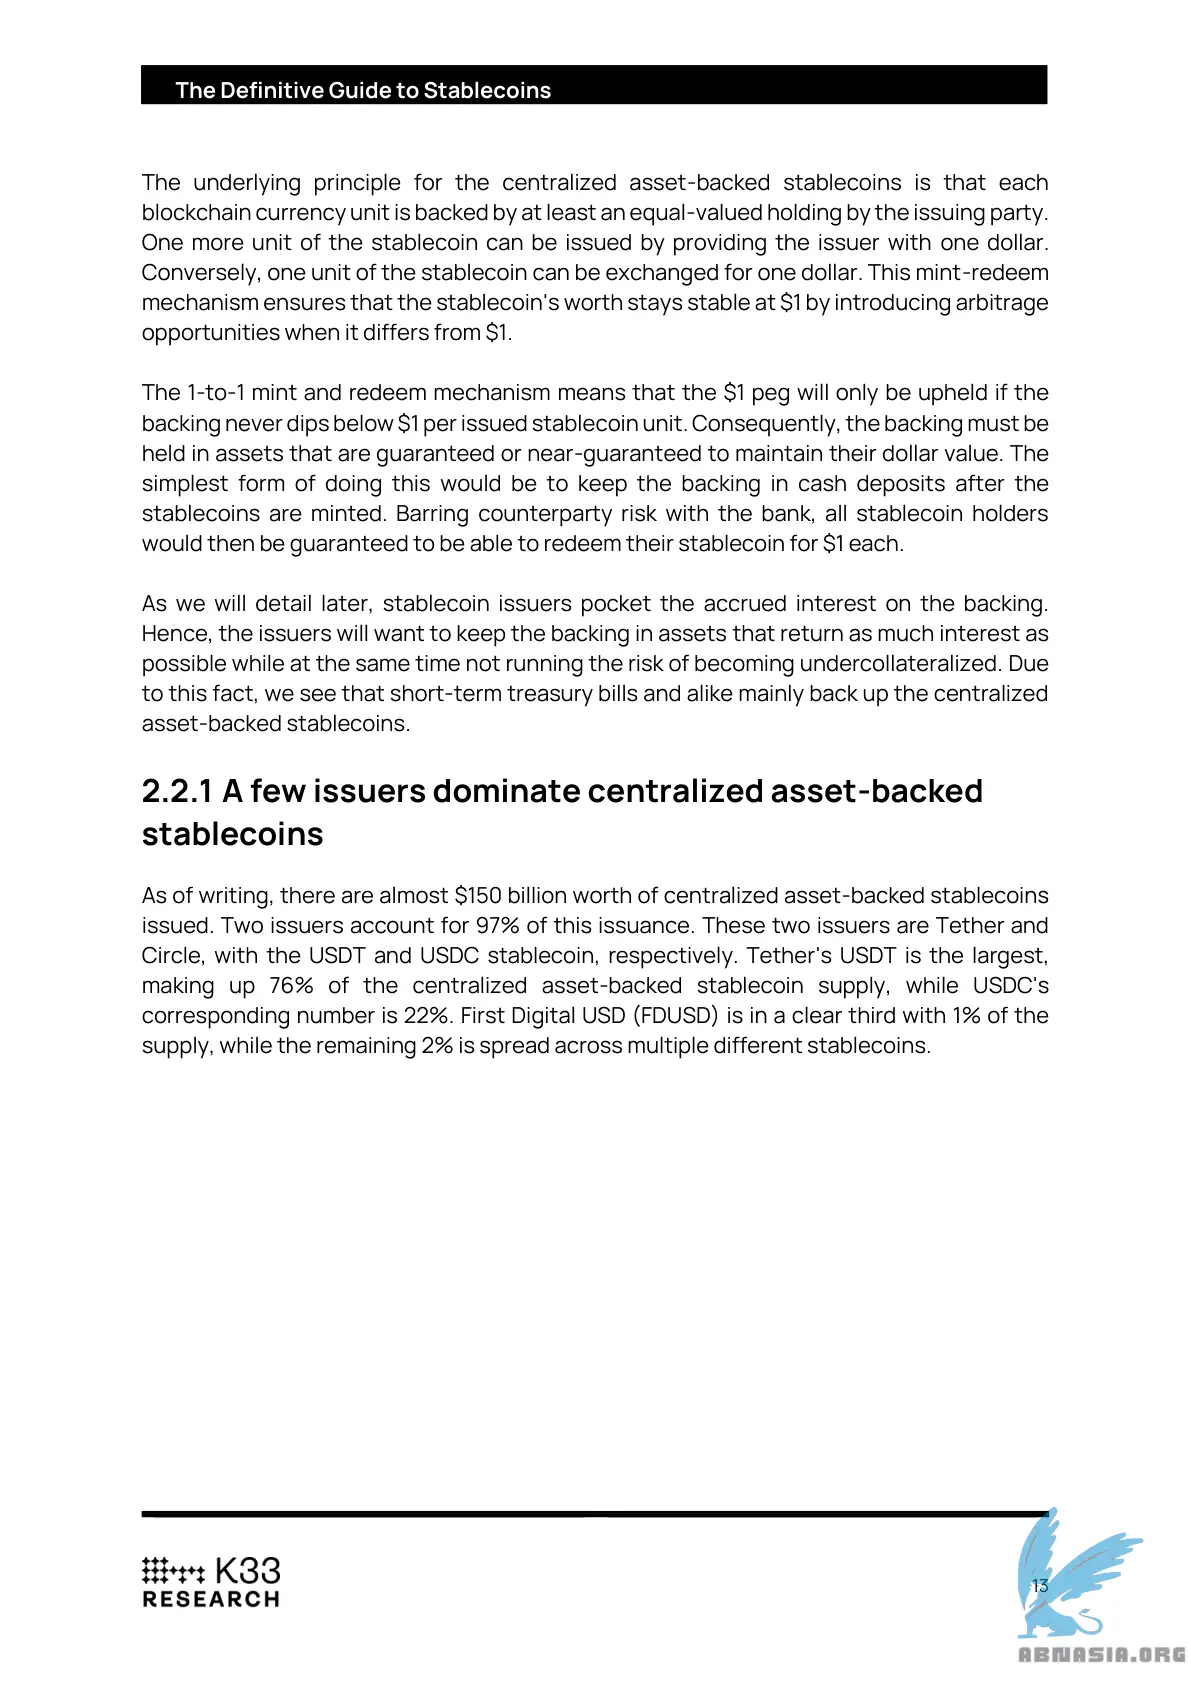 The Definitive Guide to Stablecoins
The underlying principle for the centralized asset-backed stablecoins is that each
blockchain currency unit is backed by at least an equal-valued holding by the issuing party.
One more unit of the stablecoin can be issued by providing the issuer with one dollar.
Conversely, one unit of the stablecoin can be exchanged for one dollar. This mint-redeem
mechanism ensures that the stablecoin's worth stays stable at $1 by introducing arbitrage
opportunities when it differs from $1.
The 1-to-1 mint and redeem mechanism means that the $1 peg will only be upheld if the
backing never dips below $1 per issued stablecoin unit. Consequently, the backing must be
held in assets that are guaranteed or near-guaranteed to maintain their dollar value. The
simplest form of doing this would be to keep the backing in cash deposits after the
stablecoins are minted. Barring counterparty risk with the bank, all stablecoin holders
would then be guaranteed to be able to redeem their stablecoin for $1 each.
As we will detail later, stablecoin issuers pocket the accrued interest on the backing.
Hence, the issuers will want to keep the backing in assets that return as much interest as
possible while at the same time not running the risk of becoming undercollateralized. Due
to this fact, we see that short-term treasury bills and alike mainly back up the centralized
asset-backed stablecoins.
2.2.1 A few issuers dominate centralized asset-backed
stablecoins
As of writing, there are almost $150 billion worth of centralized asset-backed stablecoins
issued. Two issuers account for 97% of this issuance. These two issuers are Tether and
Circle, with the USDT and USDC stablecoin, respectively. Tether's USDT is the largest,
making up 76% of the centralized asset-backed stablecoin supply, while USDC's
corresponding number is 22%. First Digital USD (FDUSD) is in a clear third with 1% of the
supply, while the remaining 2% is spread across multiple different stablecoins.
K33
RESEARCH
13
ABNASIA.ORG